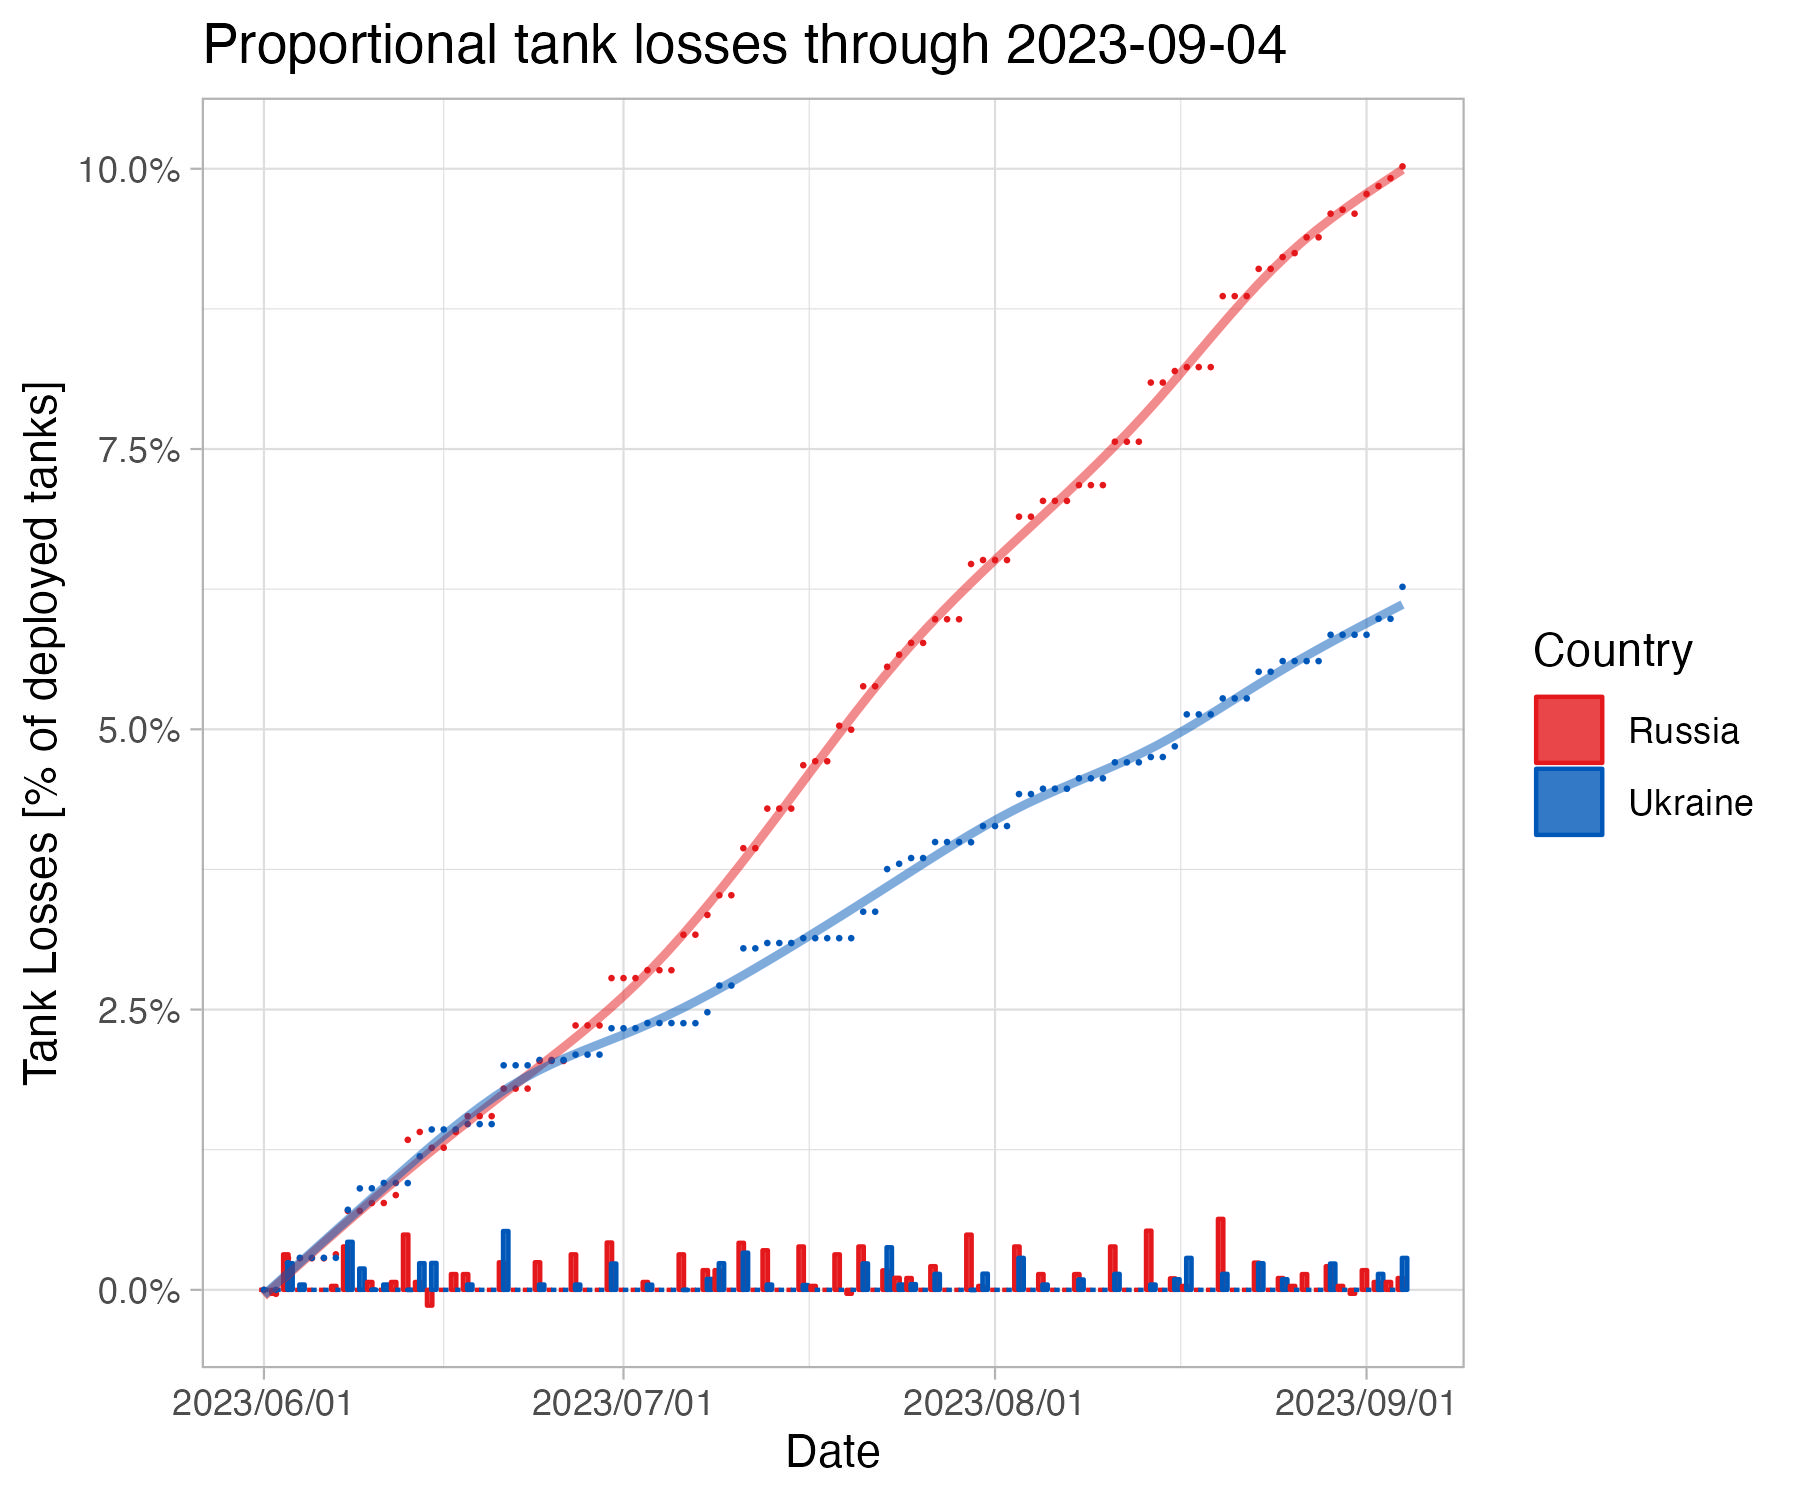 Proportional tank losses through 2023-09-04
Tank Losses [% of deployed tanks]
10.0%
7.5%
5.0%
2.5%
0.0%
2023/06/01
2023/07/01
2023/08/01
2023/09/01
Date
Country
Russia
Ukraine